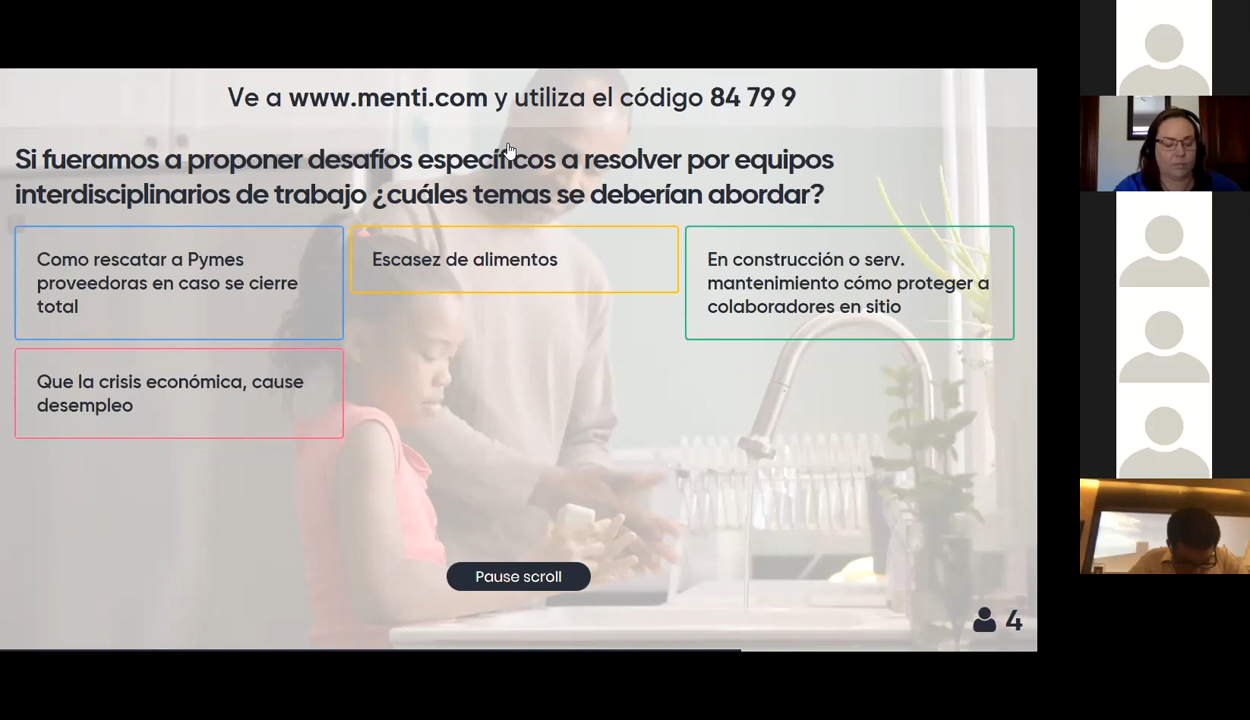 Ve a www.menti.com y utiliza el código 84 79 9
Si fueramos a proponer desafíos específicos a resolver por equipos
interdisciplinarios de trabajo ¿cuáles temas se deberían abordar?
Como rescatar a Pymes
proveedoras en caso se cierre
total
Escasez de alimentos
En construcción o serv.
mantenimiento cómo proteger a
colaboradores en sitio
Que la crisis económica, cause
desempleo
Pause scroll
4